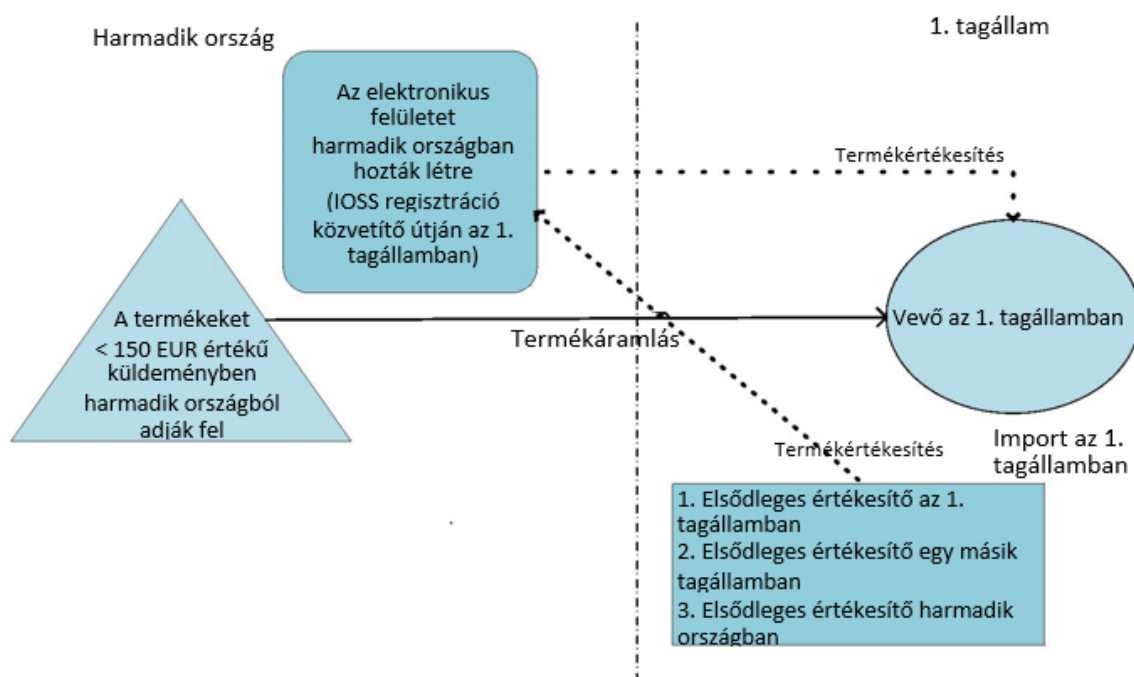 Harmadik ország
1. tagállam
Az elektronikus
felületet
harmadik országban
hozták létre
(IOSS regisztráció
közvetítő útján az 1.
tagállamban)
Termékértékesítés
A termékeket
< 150 EUR értékű
küldeményben
harmadik országból
adják fel
Termékáramlás
Vevő az 1. tagállamban
Termékértékesítés
Import az 1.
tagállamban
1. Elsődleges értékesítő az 1.
tagállamban
2. Elsődleges értékesítő egy másik
tagállamban
3. Elsődleges értékesítő harmadik
országban